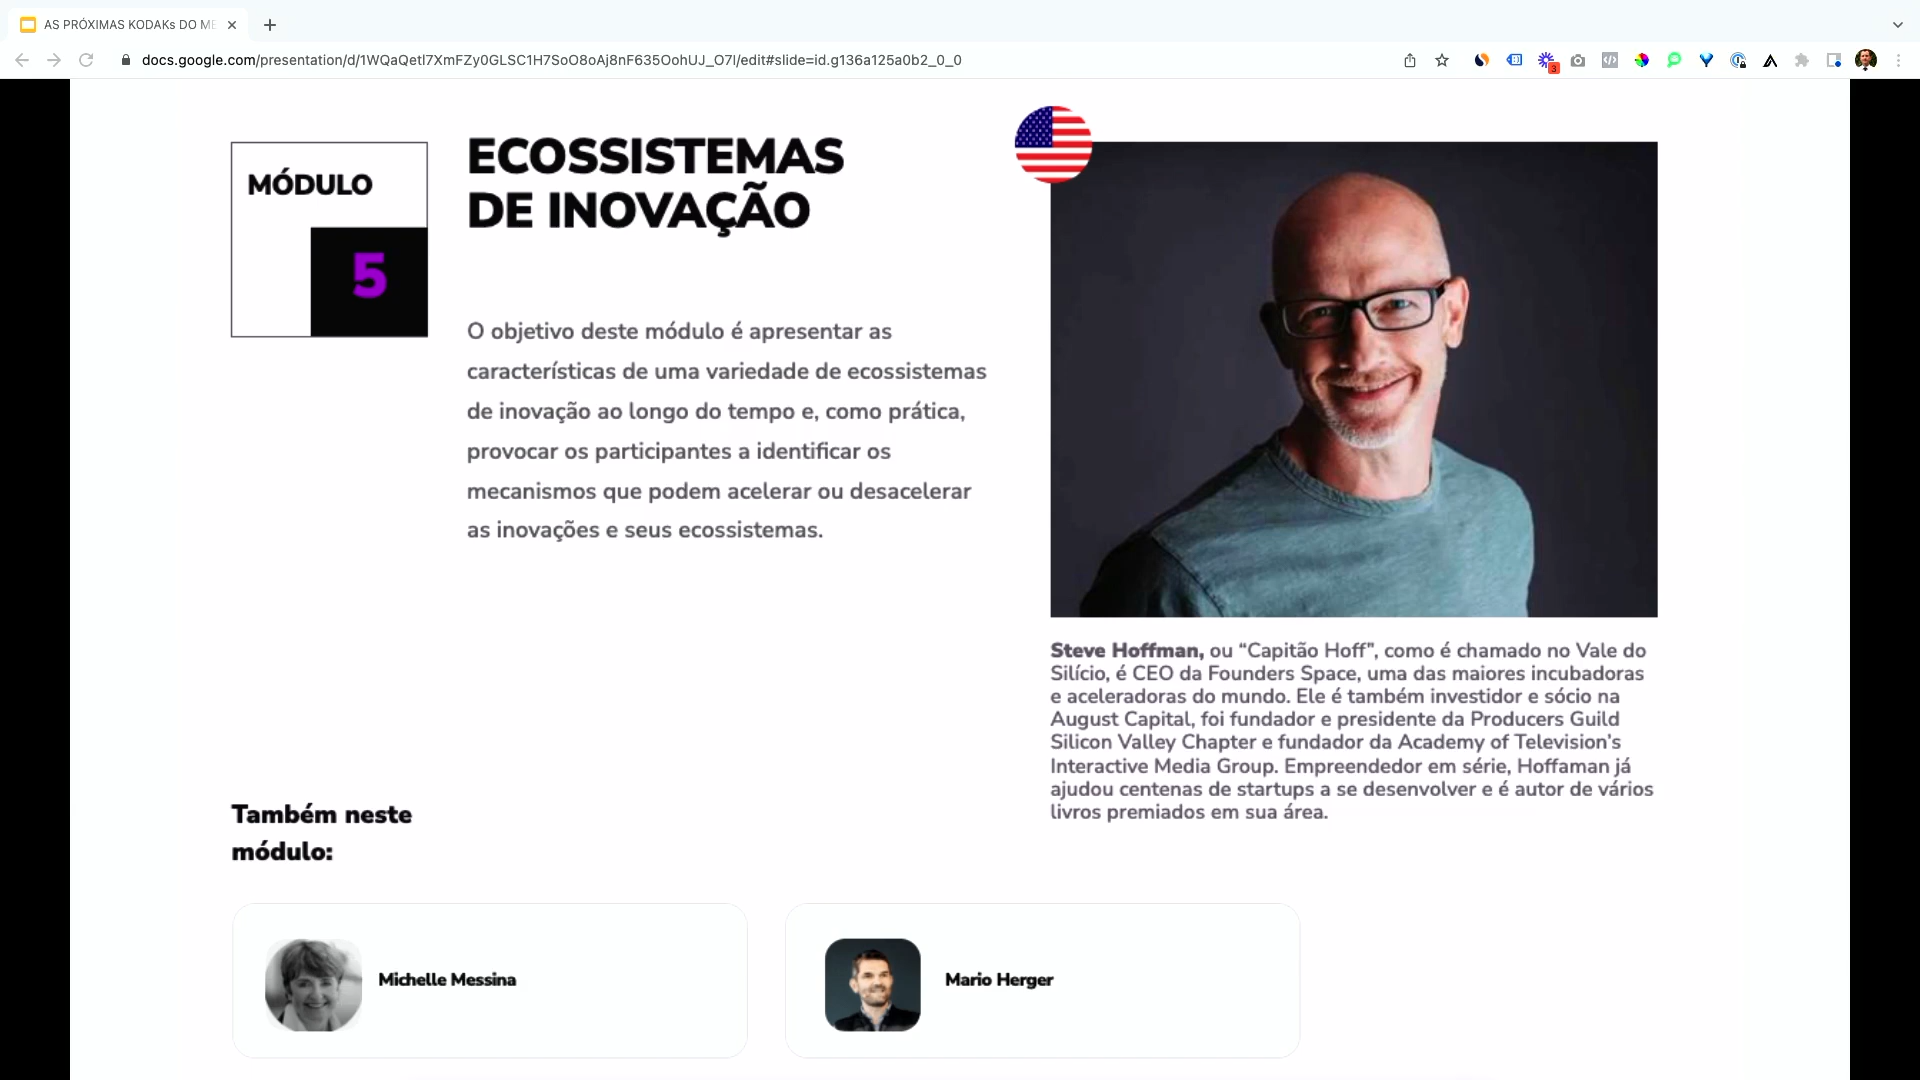 AS PRÓXIMAS KODAKs DO ME
docs.google.com/presentation/d/1WQaQetl7XmFZy0GLSC1H7SoO8oAj8nF635OohUJ_O7I/edit#slide=id.g136a125a0b2_0_0
3
MÓDULO
5
ECOSSISTEMAS
DE INOVAÇÃO
O objetivo deste módulo é apresentar as
características de uma variedade de ecossistemas
de inovação ao longo do tempo e, como prática,
provocar os participantes a identificar os
mecanismos que podem acelerar ou desacelerar
as inovações e seus ecossistemas.
Steve Hoffman, ou “Capitão Hoff”, como é chamado no Vale do
Silício, é CEO da Founders Space, uma das maiores incubadoras
e aceleradoras do mundo. Ele é também investidor e sócio na
August Capital, foi fundador e presidente da Producers Guild
Silicon Valley Chapter e fundador da Academy of Television’s
Interactive Media Group. Empreendedor em série, Hoffaman já
ajudou centenas de startups a se desenvolver e é autor de vários
livros premiados em sua área.
Também neste
módulo:
Michelle Messina
Mario Herger